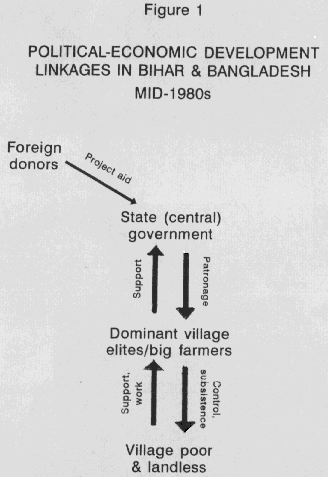 Figure 1
POLITICAL-ECONOMIC DEVELOPMENT
LINKAGES IN BIHAR & BANGLADESH
MID-1980s
Foreign
donors
Project aid
State (central)
government
Support
Patronage
Dominant village
elites/big farmers
Support,
work
Control,
subsistence
Village poor
& landless